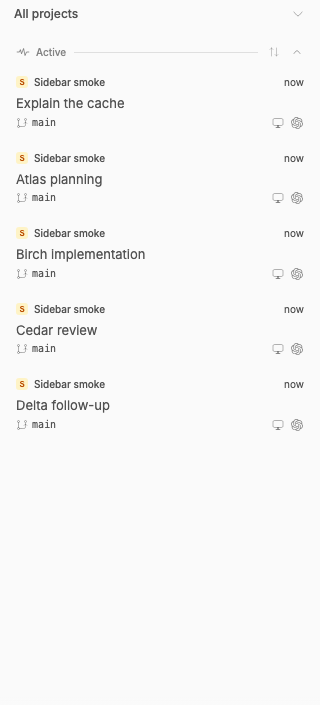 All projects
Active
S Sidebar smoke now
Explain the cache
main
S Sidebar smoke now
Atlas planning
main
S Sidebar smoke now
Birch implementation
main
S Sidebar smoke now
Cedar review
main
S Sidebar smoke now
Delta follow-up
main